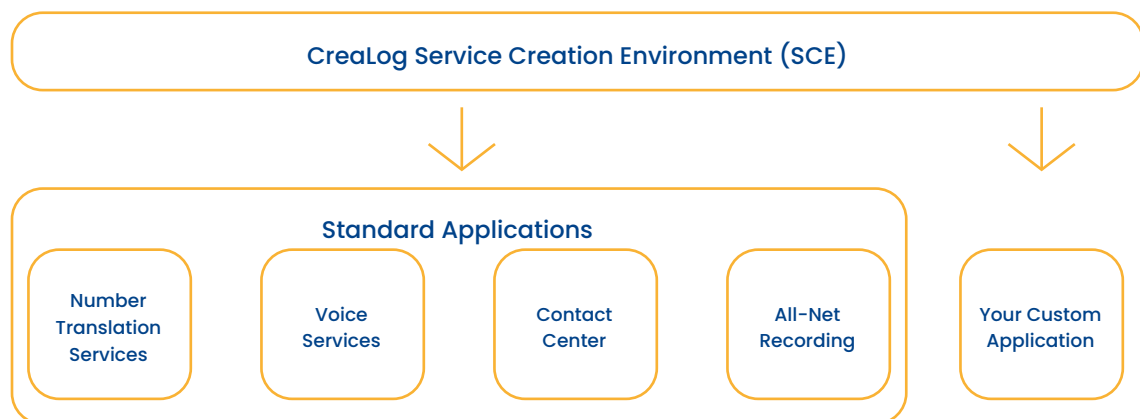 CreaLog Service Creation Environment (SCE)
Standard Applications
Number
Translation
Services
Voice
Services
Contact
Center
All-Net
Recording
Your Custom
Application